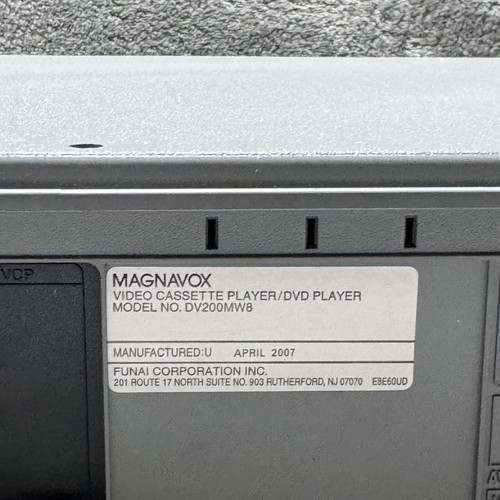 VCP
MAGNAVOX
VIDEO CASSETTE PLAYER/DVD PLAYER
MODEL NO. DV200MW8
MANUFACTURED:U APRIL 2007
FUNAI CORPORATION INC.
201 ROUTE 17 NORTH SUITE NO. 903 RUTHERFORD, NJ 07070 E8E60UD